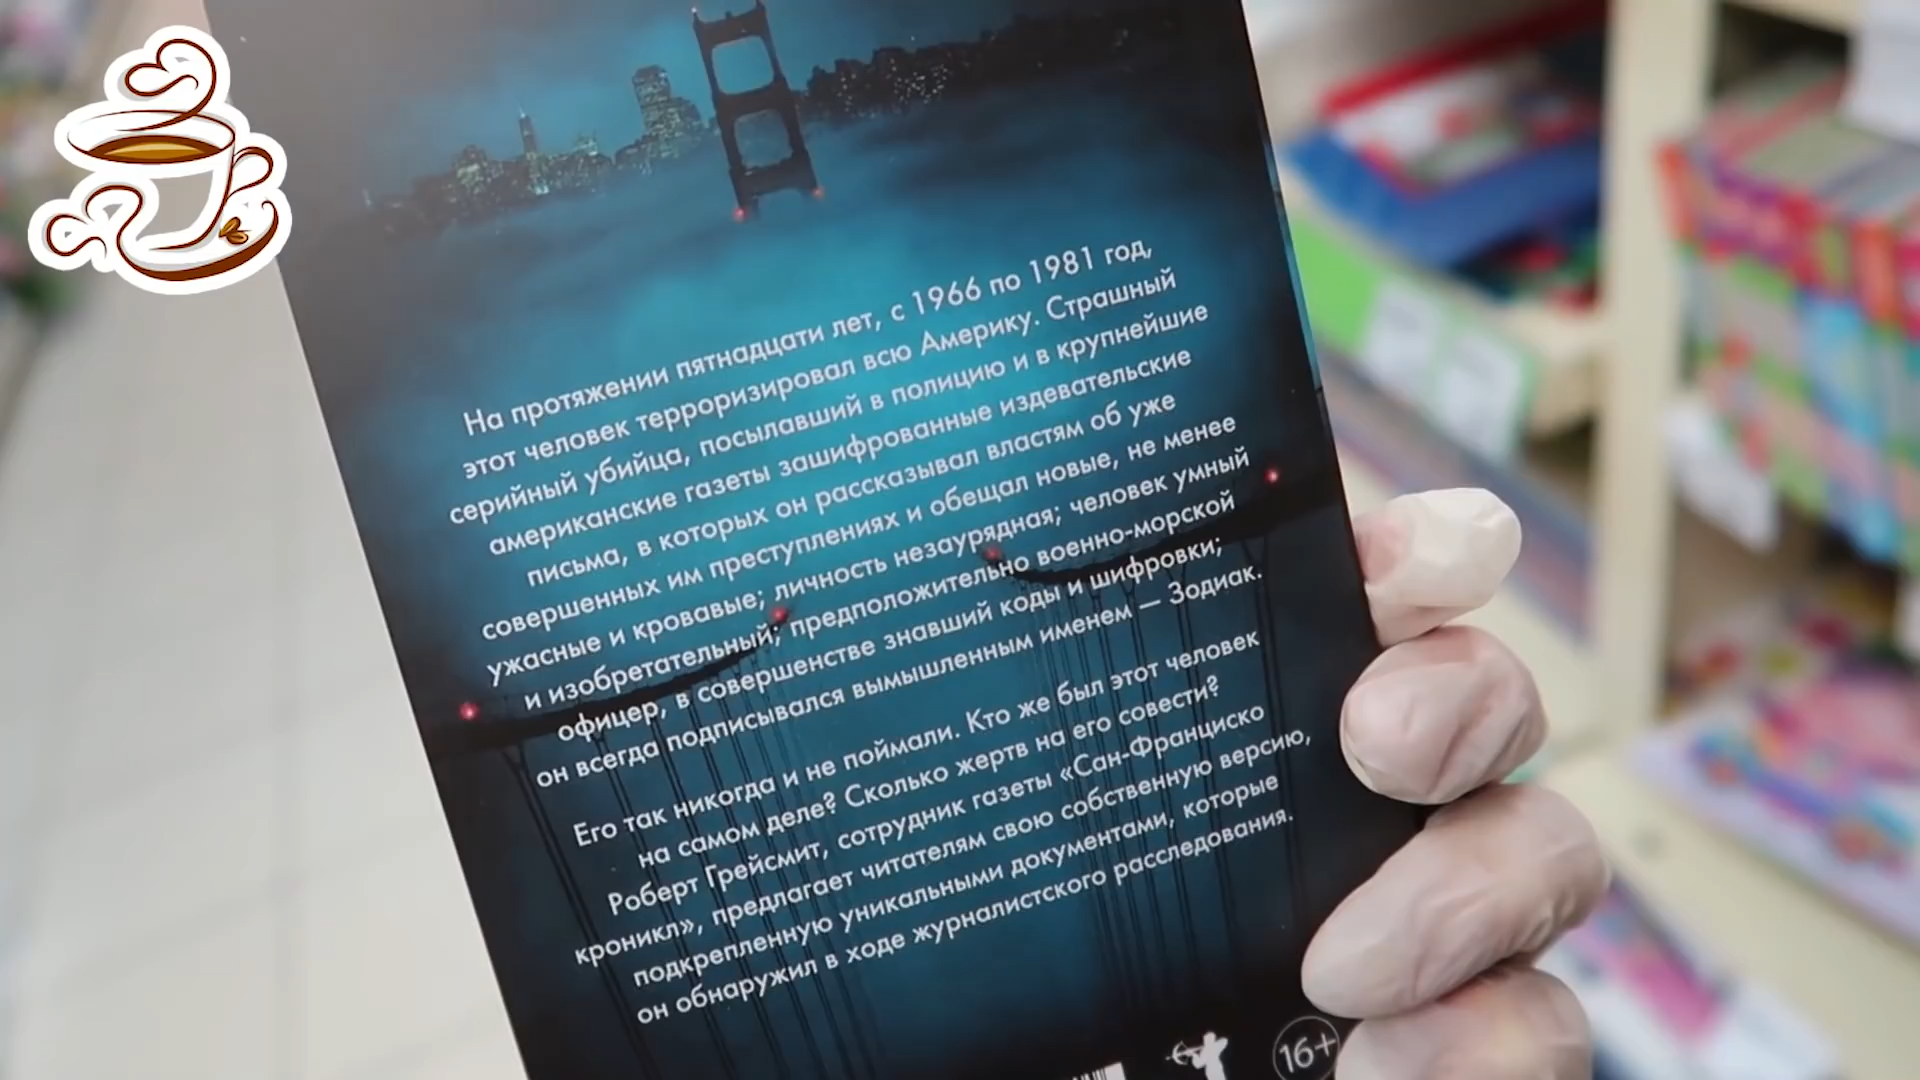 На протяжении пятнадцати лет, с 1966 по 1981 год,
этот человек терроризировал всю Америку. Страшный
серийный убийца, посылавший в полицию и в крупнейшие
американские газеты зашифрованные издевательские
письма, в которых он рассказывал властям об уже
совершенных им преступлениях и обещал новые, не менее
ужасные и кровавые; личность незаурядная; человек умный
и изобретательный; предположительно военно-морской
офицер, в совершенстве знавший коды и шифровки;
он всегда подписывался вымышленным именем — Зодиак.
Его так никогда и не поймали. Кто же был этот человек
на самом деле? Сколько жертв на его совести?
Роберт Грейсмит, сотрудник газеты «Сан-Франциско
кроникл», предлагает читателям свою собственную версию,
подкрепленную уникальными документами, которые
он обнаружил в ходе журналистского расследования.
16+